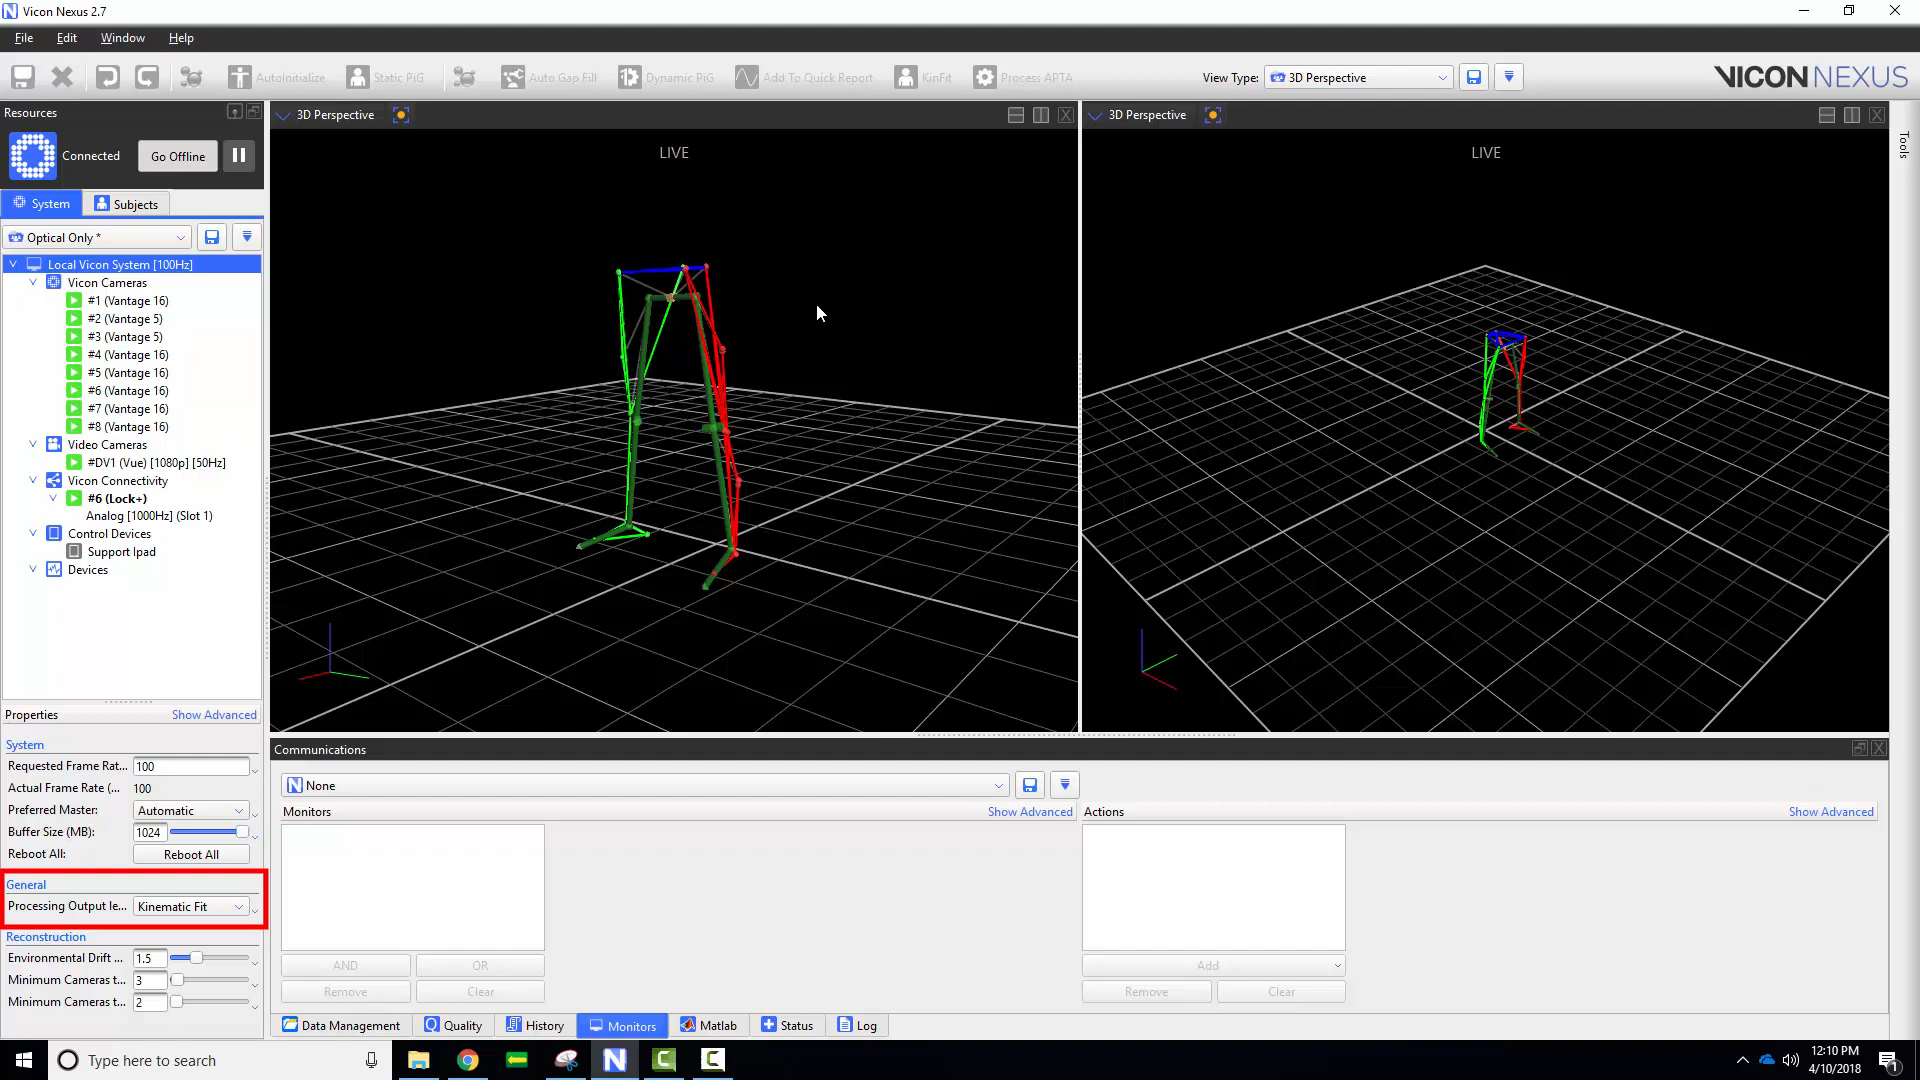 Vicon Nexus 2.7
File Edit Window Help
AutoInitialize Static PiG Auto Gap Fill Dynamic PiG Add To Quick Report KinFit Process APTA View Type: 3D Perspective VICON NEXUS
Resources
Connected Go Offline
System Subjects
Optical Only *
Local Vicon System [100Hz]
Vicon Cameras
#1 (Vantage 16)
#2 (Vantage 5)
#3 (Vantage 5)
#4 (Vantage 16)
#5 (Vantage 16)
#6 (Vantage 16)
#7 (Vantage 16)
#8 (Vantage 16)
Video Cameras
#DV1 (Vue) [1080p] [50Hz]
Vicon Connectivity
#6 (Lock+)
Analog [1000Hz] (Slot 1)
Control Devices
Support Ipad
Devices
Properties Show Advanced
System
Requested Frame Rat... 100
Actual Frame Rate (... 100
Preferred Master: Automatic
Buffer Size (MB): 1024
Reboot All: Reboot All
General
Processing Output le... Kinematic Fit
Reconstruction
Environmental Drift ... 1.5
Minimum Cameras t... 3
Minimum Cameras t... 2
3D Perspective
LIVE
3D Perspective
LIVE
Tools
Communications
None
Monitors Show Advanced
AND OR
Remove Clear
Actions Show Advanced
Add
Remove Clear
Data Management Quality History Monitors Matlab Status Log
Type here to search
12:10 PM
4/10/2018
1